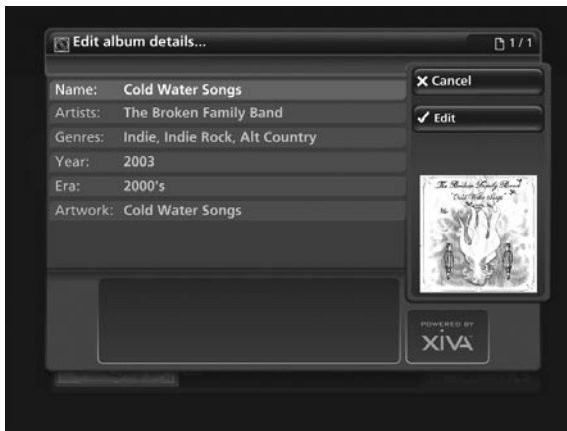 Edit album details...
1 / 1
Name: Cold Water Songs
Artists: The Broken Family Band
Genres: Indie, Indie Rock, Alt Country
Year: 2003
Era: 2000's
Artwork: Cold Water Songs
Cancel
Edit
The Broken Family Band
"Cold Water Songs"
POWERED BY
XIVA